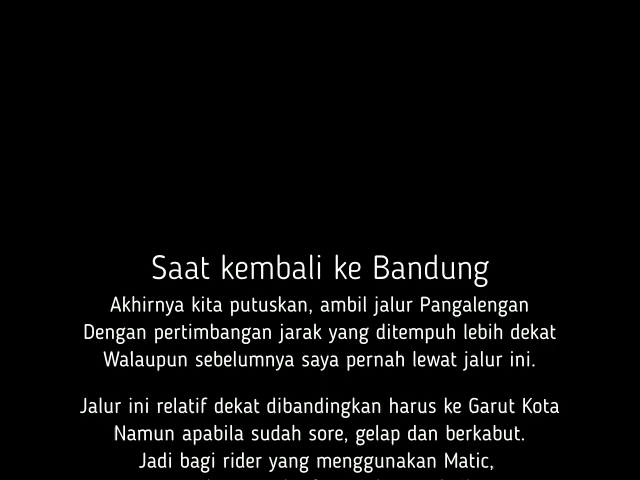 Saat kembali ke Bandung
Akhirnya kita putuskan, ambil jalur Pangalengan
Dengan pertimbangan jarak yang ditempuh lebih dekat
Walaupun sebelumnya saya pernah lewat jalur ini.
Jalur ini relatif dekat dibandingkan harus ke Garut Kota
Namun apabila sudah sore, gelap dan berkabut.
Jadi bagi rider yang menggunakan Matic,